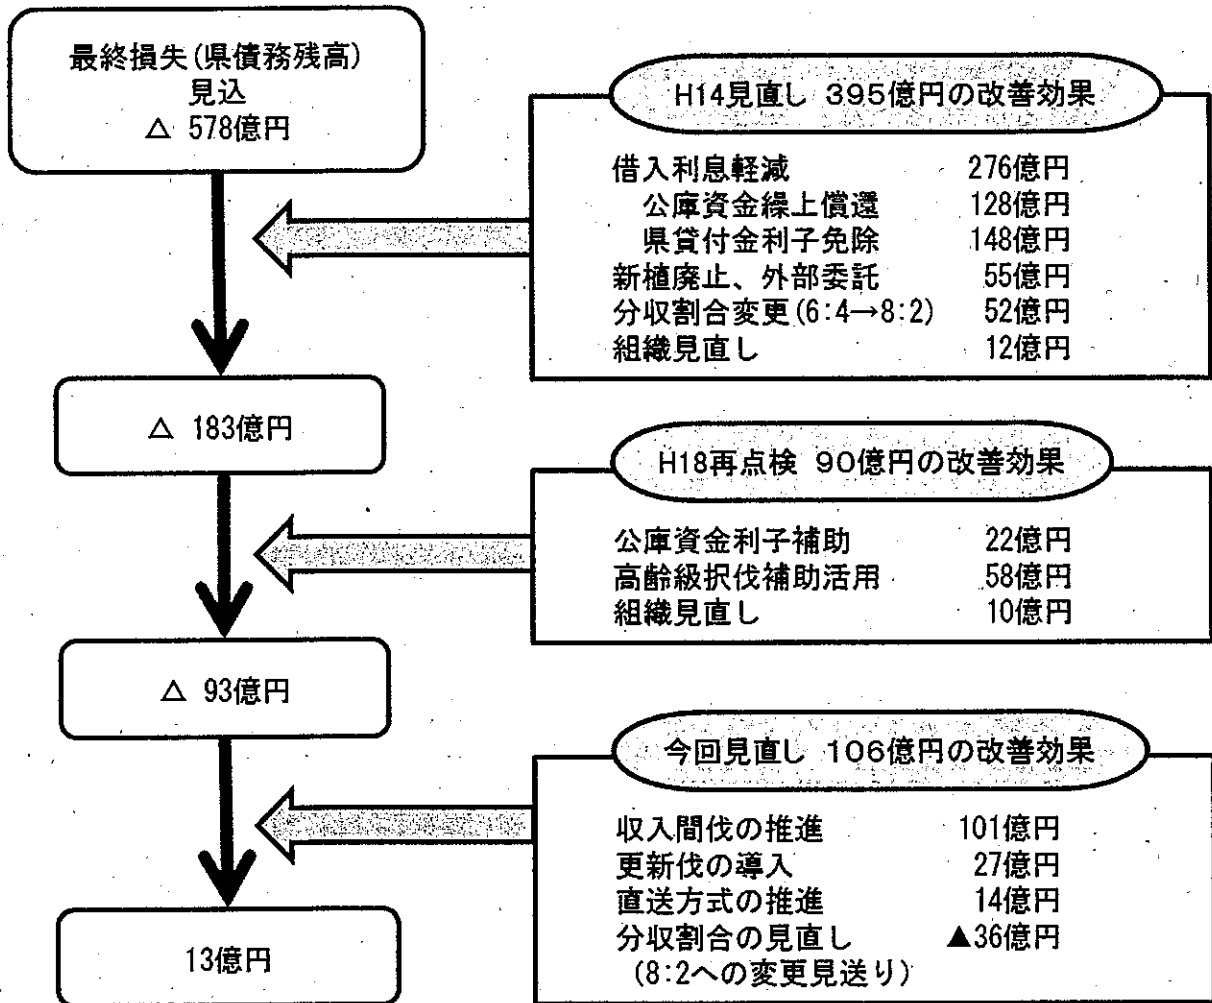 最終損失(県債務残高)
見込
△ 578億円
H14見直し 395億円の改善効果
借入利息軽減 276億円
公庫資金繰上償還 128億円
県貸付金利子免除 148億円
新植廃止、外部委託 55億円
分収割合変更(6:4→8:2) 52億円
組織見直し 12億円
△ 183億円
H18再点検 90億円の改善効果
公庫資金利子補助 22億円
高齢級択伐補助活用 58億円
組織見直し 10億円
△ 93億円
今回見直し 106億円の改善効果
収入間伐の推進 101億円
更新伐の導入 27億円
直送方式の推進 14億円
分収割合の見直し ▲36億円
(8:2への変更見送り)
13億円